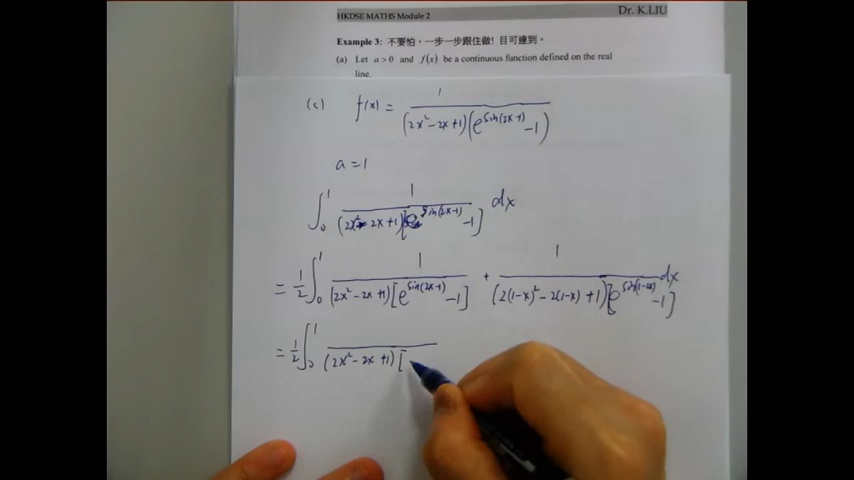 HKDSE MATHS Module 2 Dr. K.LIU
Example 3: 不要怕，一步一步跟住做! 目可達到。
(a) Let a > 0 and f(x) be a continuous function defined on the real
line.
(c) f(x) = 1 / (2x² - 2x + 1)(e^sin(2x-1) - 1)
a = 1
∫₀¹ 1 / (2x² - 2x + 1)[e^sin(2x-1) - 1] dx
= 1/2 ∫₀¹ 1 / (2x² - 2x + 1)[e^sin(2x-1) - 1] + 1 / (2(1-x)² - 2(1-x) + 1)[e^sin(1-2x) - 1] dx
= 1/2 ∫₀¹ / (2x² - 2x + 1)[